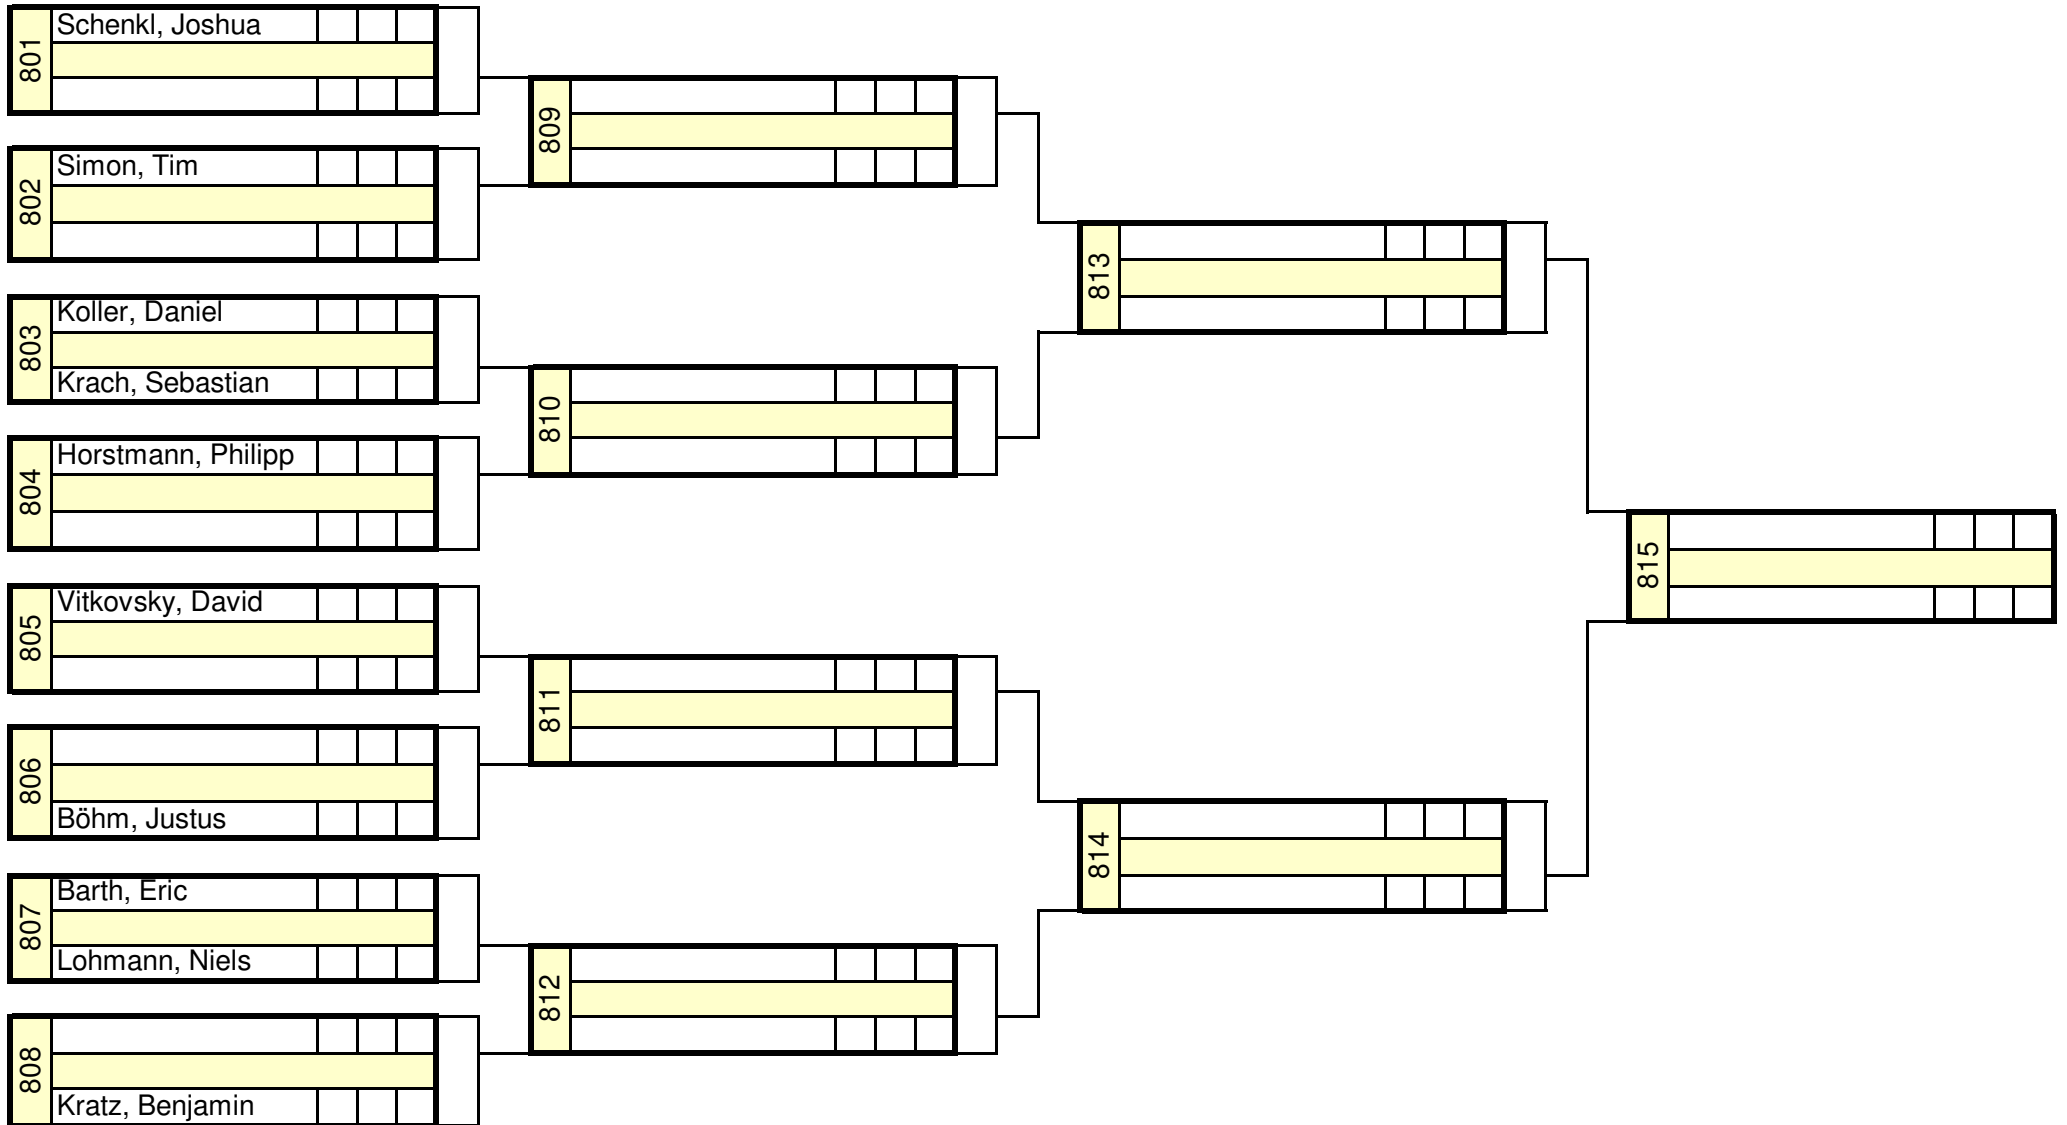 801
Schenkl, Joshua
802
Simon, Tim
803
Koller, Daniel
Krach, Sebastian
804
Horstmann, Philipp
805
Vitkovsky, David
806
Böhm, Justus
807
Barth, Eric
Lohmann, Niels
808
Kratz, Benjamin
809
810
811
812
813
814
815